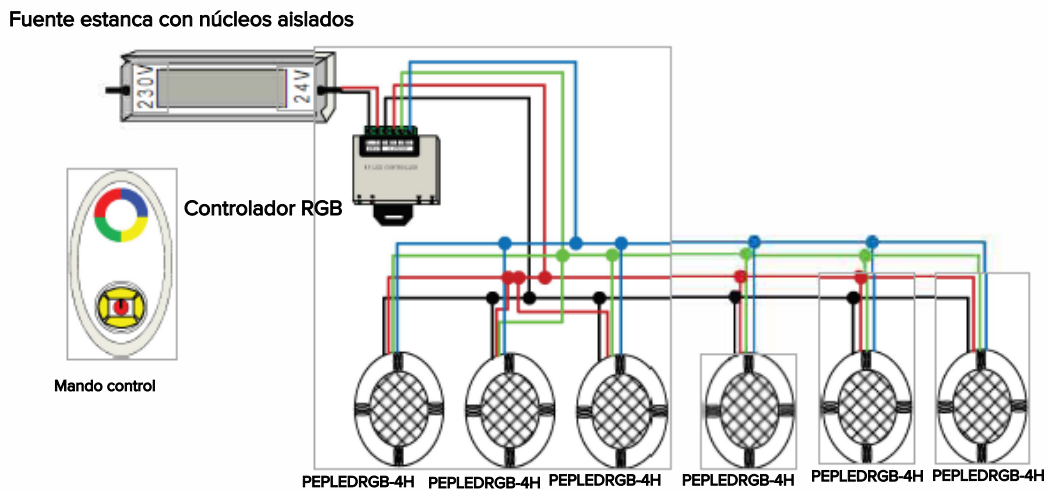 Fuente estanca con núcleos aislados
230V
24V
Controlador RGB
Mando control
PEPLEDRGB-4H
PEPLEDRGB-4H
PEPLEDRGB-4H
PEPLEDRGB-4H
PEPLEDRGB-4H
PEPLEDRGB-4H